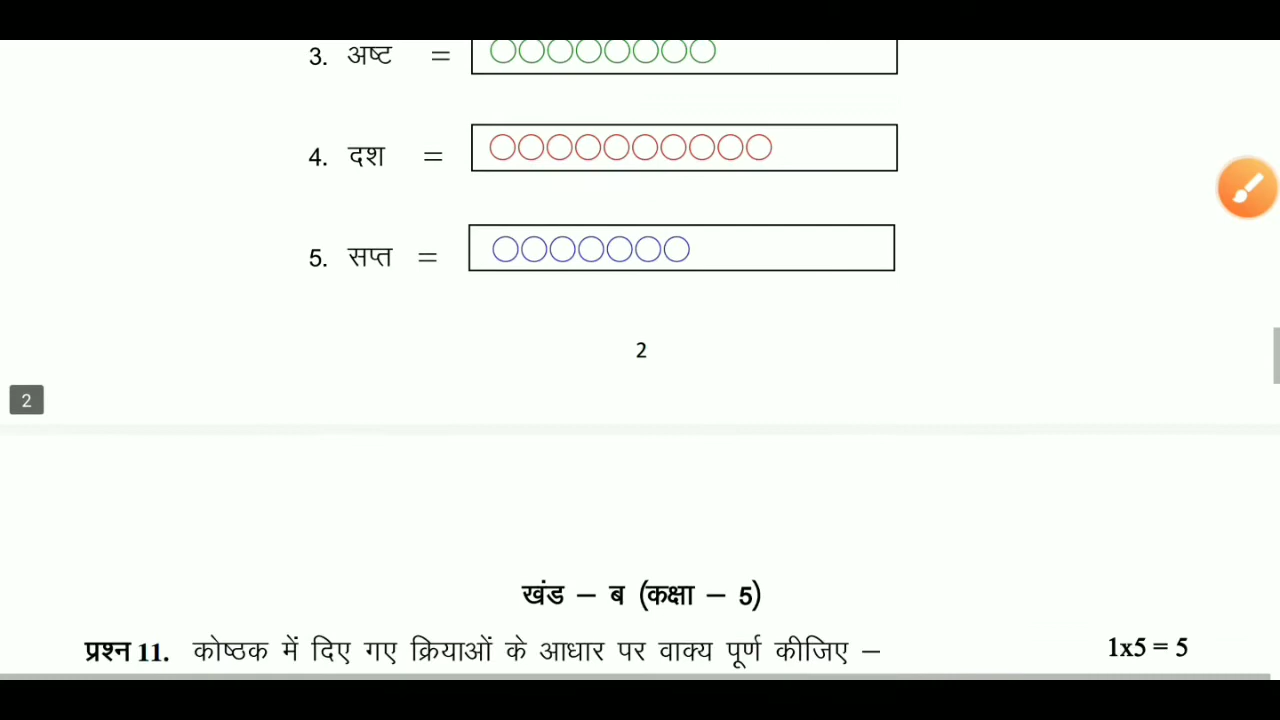 3. अष्ट =
4. दश =
5. सप्त =
2
2
खंड – ब (कक्षा – 5)
प्रश्न 11. कोष्ठक में दिए गए क्रियाओं के आधार पर वाक्य पूर्ण कीजिए – 1x5 = 5